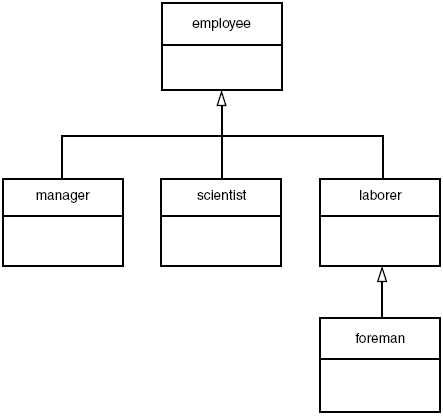 employee
manager
scientist
laborer
foreman